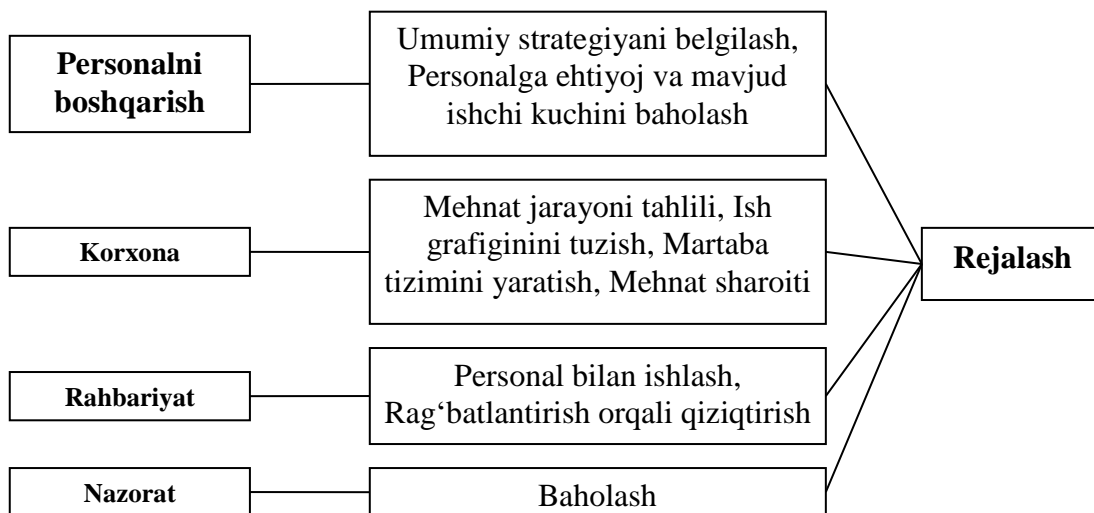 Personalni
boshqarish
Umumiy strategiyani belgilash,
Personalga ehtiyoj va mavjud
ishchi kuchini baholash
Korxona
Mehnat jarayoni tahlili, Ish
grafiginini tuzish, Martaba
tizimini yaratish, Mehnat sharoiti
Rejalash
Rahbariyat
Personal bilan ishlash,
Rag‘batlantirish orqali qiziqtirish
Nazorat
Baholash